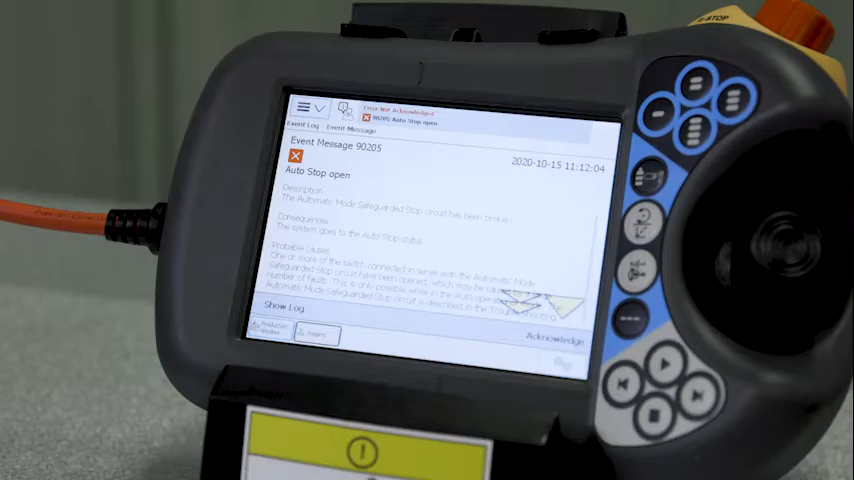 E-STOP
Error Not Acknowledged
90205 Auto Stop open
Event Log - Event Message
Event Message 90205
2020-10-15 11:12:04
Auto Stop open
Description
The Automatic Mode Safeguarded Stop circuit has been broken.
Consequences
The system goes to the Auto Stop status
Probable causes
One or more of the switch connected in series with the Automatic Mode
Safeguarded Stop circuit have been opened, which may be caused
number of faults. This is only possible while in the Auto
Automatic Mode Safeguarded Stop circuit is described in the
Show Log
Acknowledge
Production